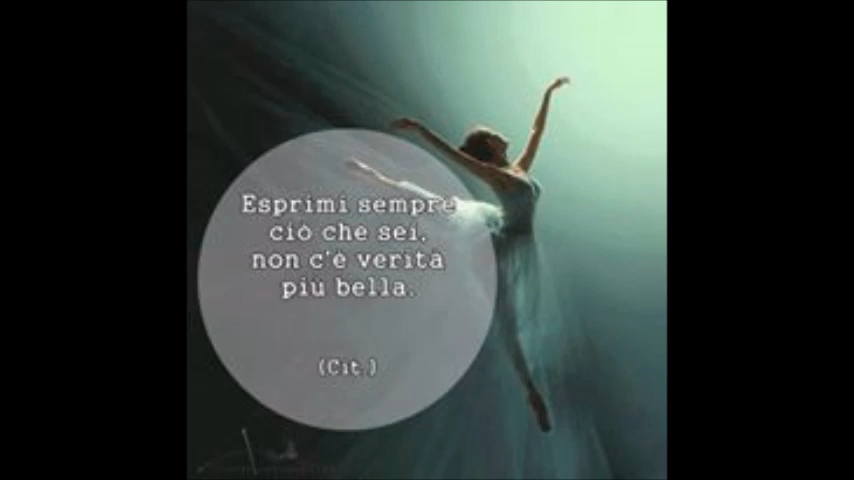 Esprimi sempre
ciò che sei,
non c'è verità
più bella.
(Cit.)